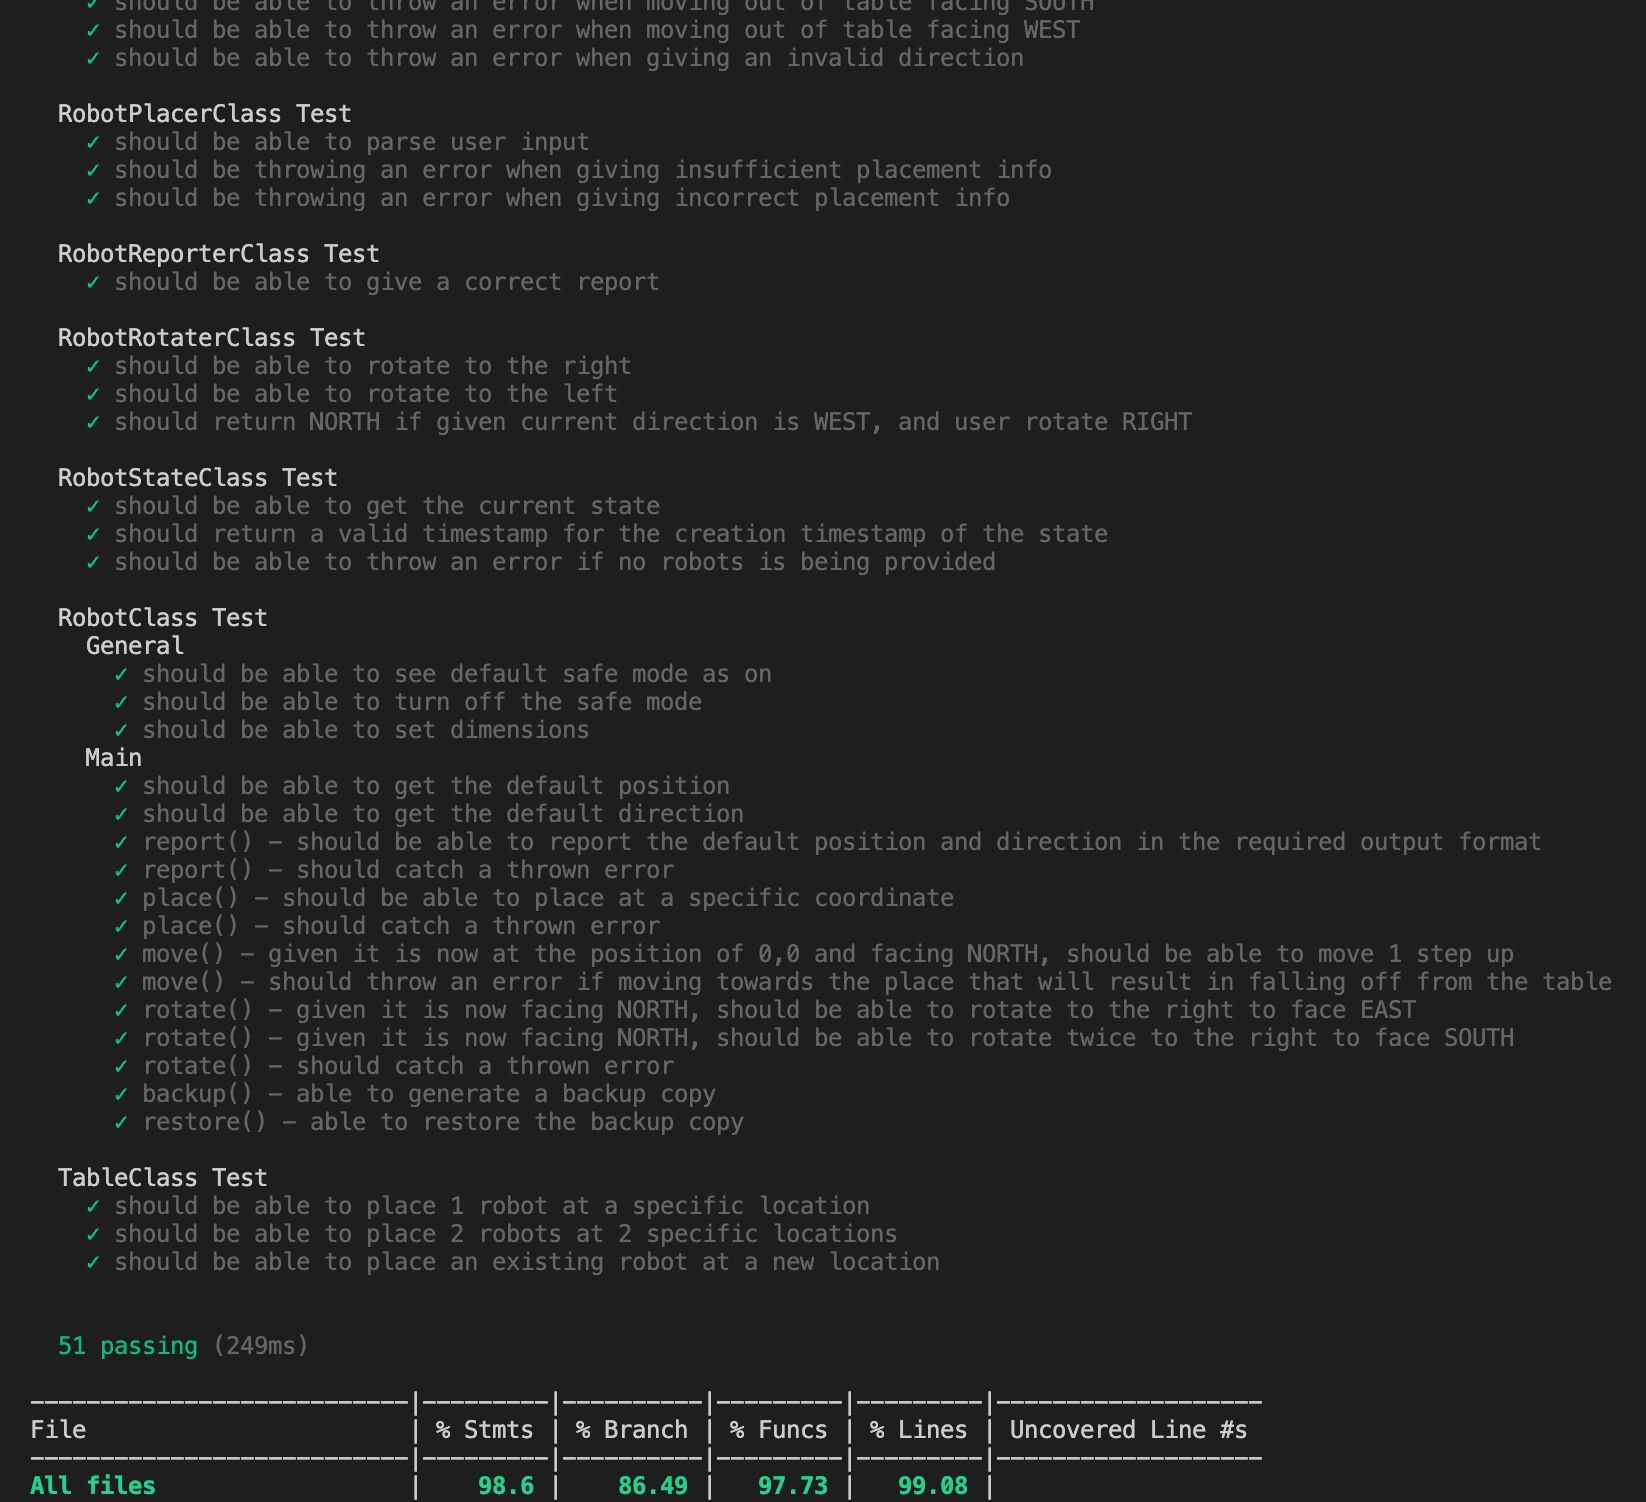 ✓ should be able to throw an error when moving out of table facing SOUTH
✓ should be able to throw an error when moving out of table facing WEST
✓ should be able to throw an error when giving an invalid direction
RobotPlacerClass Test
✓ should be able to parse user input
✓ should be throwing an error when giving insufficient placement info
✓ should be throwing an error when giving incorrect placement info
RobotReporterClass Test
✓ should be able to give a correct report
RobotRotaterClass Test
✓ should be able to rotate to the right
✓ should be able to rotate to the left
✓ should return NORTH if given current direction is WEST, and user rotate RIGHT
RobotStateClass Test
✓ should be able to get the current state
✓ should return a valid timestamp for the creation timestamp of the state
✓ should be able to throw an error if no robots is being provided
RobotClass Test
General
✓ should be able to see default safe mode as on
✓ should be able to turn off the safe mode
✓ should be able to set dimensions
Main
✓ should be able to get the default position
✓ should be able to get the default direction
✓ report() – should be able to report the default position and direction in the required output format
✓ report() – should catch a thrown error
✓ place() – should be able to place at a specific coordinate
✓ place() – should catch a thrown error
✓ move() – given it is now at the position of 0,0 and facing NORTH, should be able to move 1 step up
✓ move() – should throw an error if moving towards the place that will result in falling off from the table
✓ rotate() – given it is now facing NORTH, should be able to rotate to the right to face EAST
✓ rotate() – given it is now facing NORTH, should be able to rotate twice to the right to face SOUTH
✓ rotate() – should catch a thrown error
✓ backup() – able to generate a backup copy
✓ restore() – able to restore the backup copy
TableClass Test
✓ should be able to place 1 robot at a specific location
✓ should be able to place 2 robots at 2 specific locations
✓ should be able to place an existing robot at a new location
51 passing (249ms)
---------------------------|---------|----------|---------|---------|-------------------
File | % Stmts | % Branch | % Funcs | % Lines | Uncovered Line #s
---------------------------|---------|----------|---------|---------|-------------------
All files | 98.6 | 86.49 | 97.73 | 99.08 |